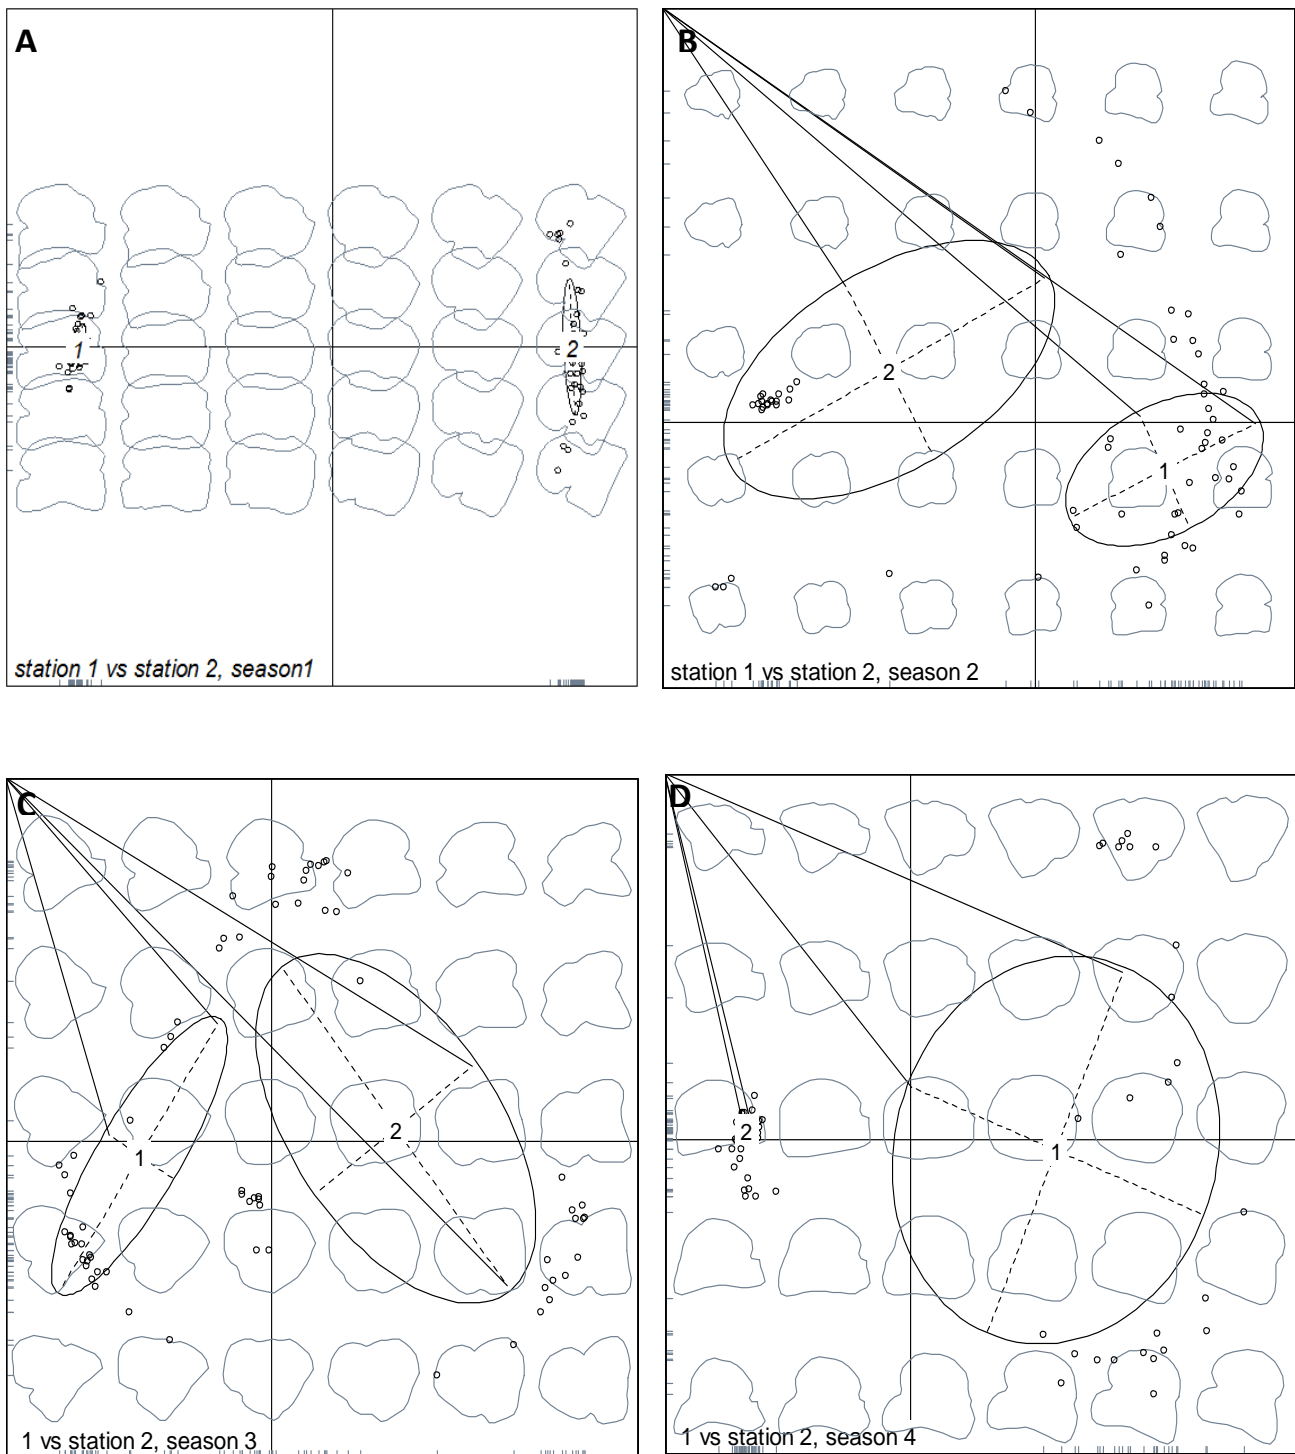 A
1
2
station 1 vs station 2, season1
B
2
1
station 1 vs station 2, season 2
C
2
1
1 vs station 2, season 3
D
2
1
1 vs station 2, season 4